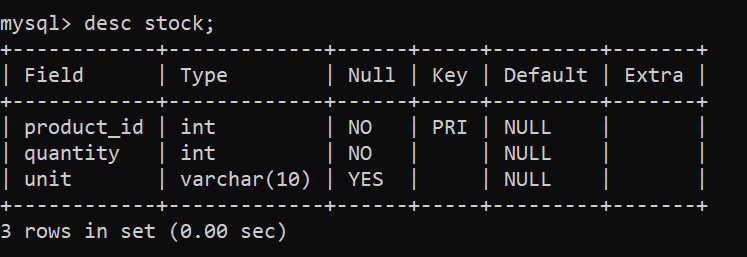 mysql> desc stock;
+------------+-------------+------+-----+---------+-------+
| Field      | Type        | Null | Key | Default | Extra |
+------------+-------------+------+-----+---------+-------+
| product_id | int         | NO   | PRI | NULL    |       |
| quantity   | int         | NO   |     | NULL    |       |
| unit       | varchar(10) | YES  |     | NULL    |       |
+------------+-------------+------+-----+---------+-------+
3 rows in set (0.00 sec)